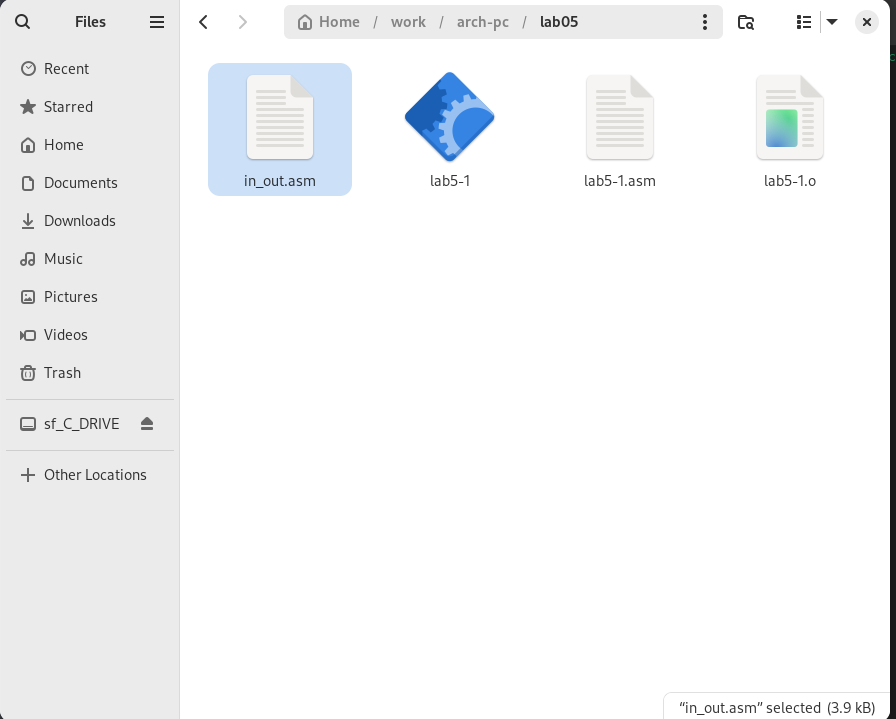 Files
Home / work / arch-pc / lab05
Recent
Starred
Home
Documents
Downloads
Music
Pictures
Videos
Trash
sf_C_DRIVE
Other Locations
in_out.asm
lab5-1
lab5-1.asm
lab5-1.o
“in_out.asm” selected (3.9 kB)